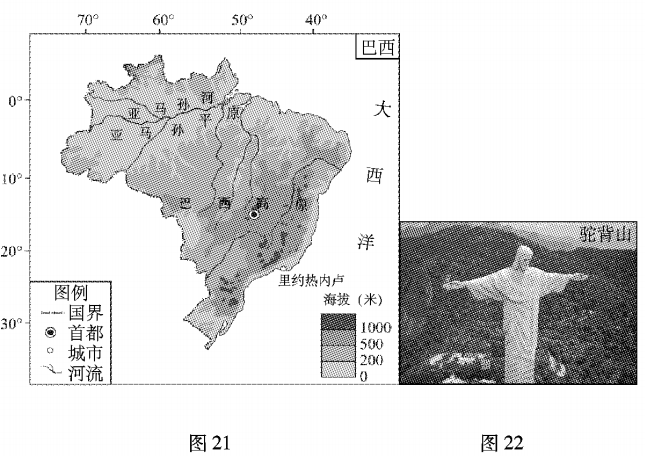 70° 60° 50° 40°
巴西
0°
10°
20°
30°
亚马孙河
亚马孙平原
巴西高原
大西洋
里约热内卢
图例
国界
首都
城市
河流
海拔（米）
1000
500
200
0
驼背山
图21
图22